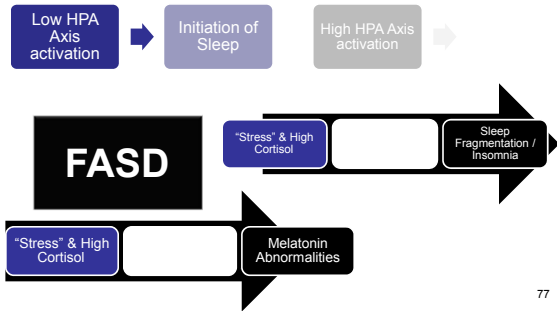 Low HPA
Axis
activation
Initiation of
Sleep
High HPA Axis
activation
"Stress" & High
Cortisol
Sleep
Fragmentation /
Insomnia
FASD
"Stress" & High
Cortisol
Melatonin
Abnormalities
77